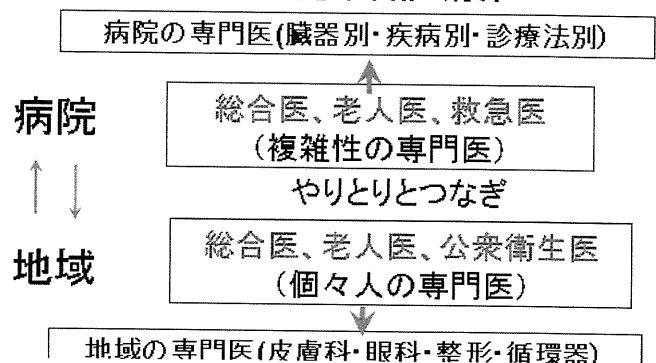 病院の専門医(臓器別・疾病別・診療法別)
病院
総合医、老人医、救急医
(複雑性の専門医)
やりとりとつなぎ
地域
総合医、老人医、公衆衛生医
(個々人の専門医)
地域の専門医(皮膚科・眼科・整形・循環器)